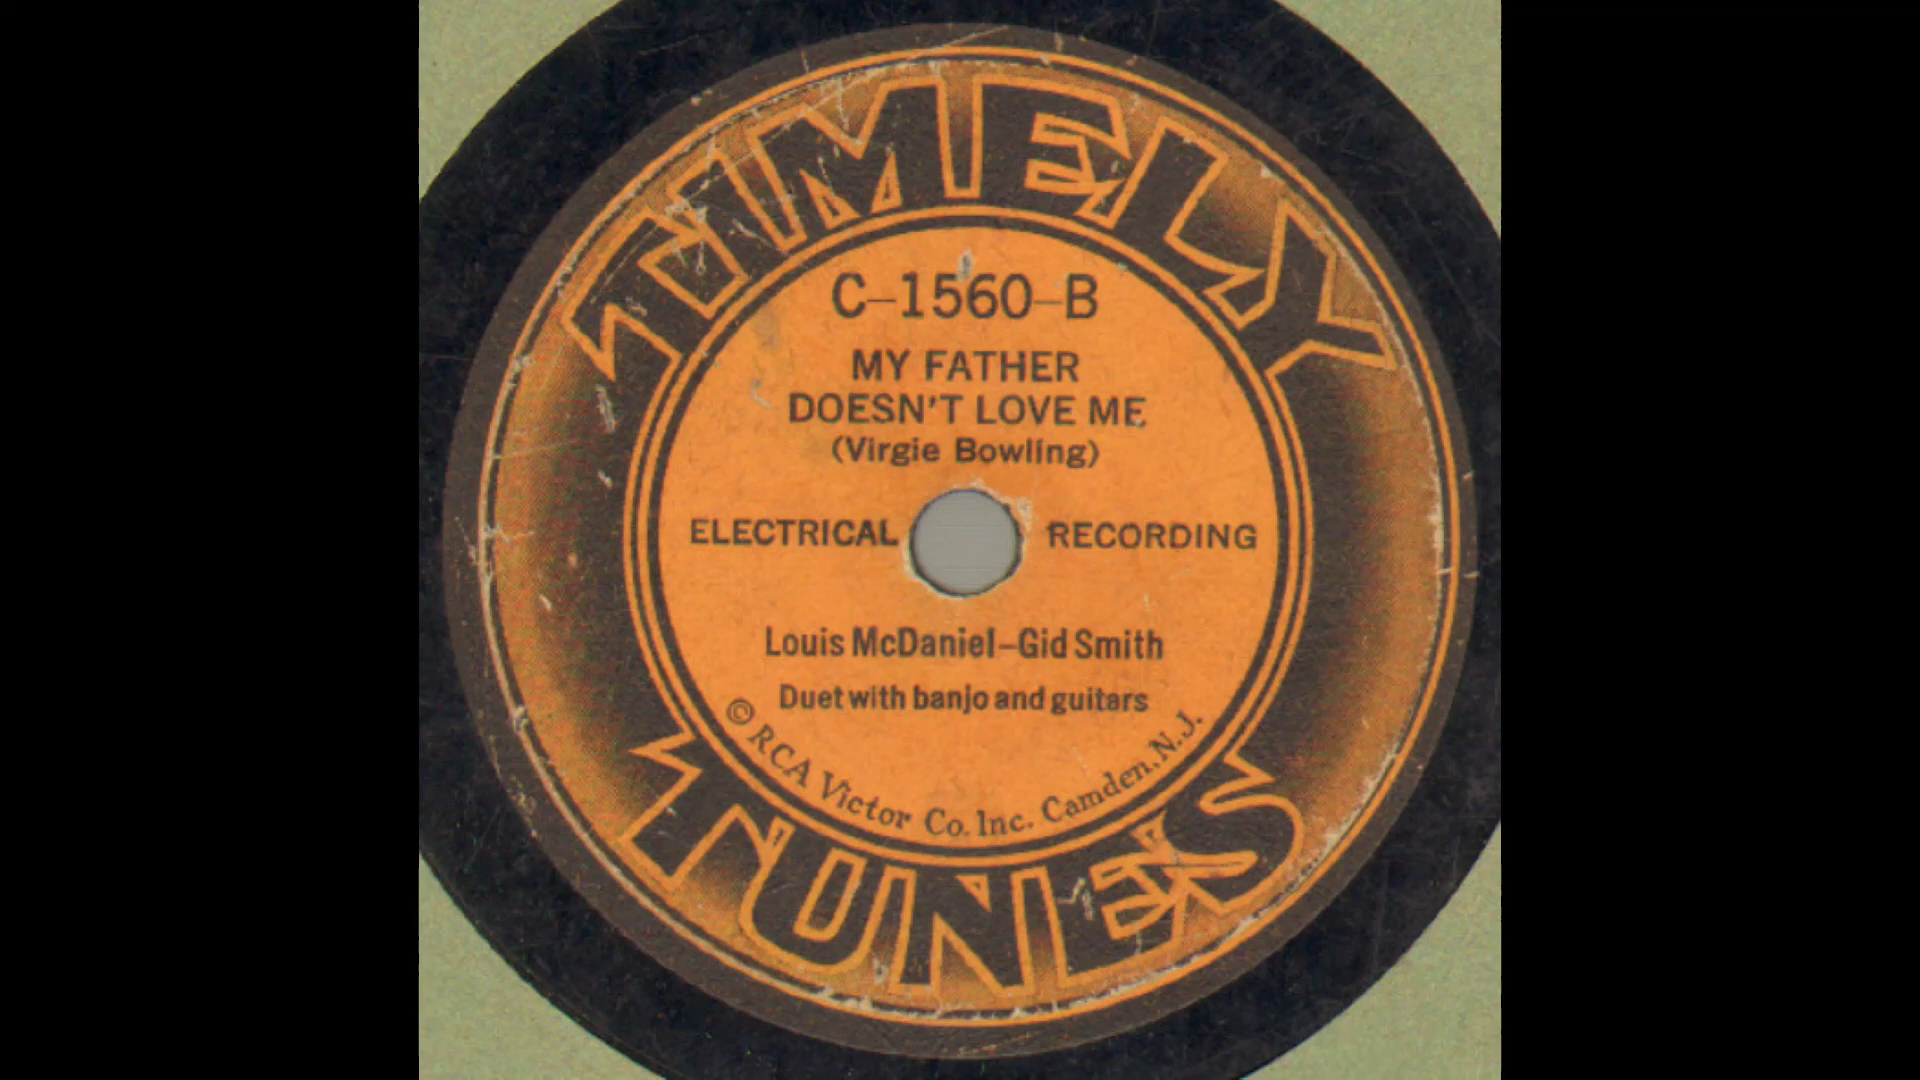 TIMELY
C-1560-B
MY FATHER
DOESN'T LOVE ME
(Virgie Bowling)
ELECTRICAL RECORDING
Louis McDaniel-Gid Smith
Duet with banjo and guitars
© RCA Victor Co. Inc. Camden, N.J.
TUNES